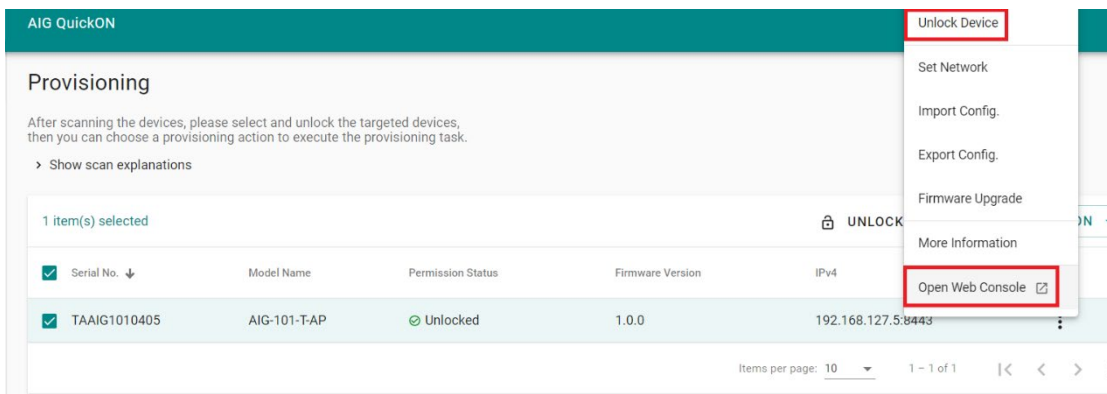 AIG QuickON
Unlock Device
Set Network
Import Config.
Export Config.
Firmware Upgrade
More Information
Open Web Console
Provisioning
After scanning the devices, please select and unlock the targeted devices,
then you can choose a provisioning action to execute the provisioning task.
Show scan explanations
1 item(s) selected
UNLOCK
ON
Serial No.
Model Name
Permission Status
Firmware Version
IPv4
TAAIG1010405
AIG-101-T-AP
Unlocked
1.0.0
192.168.127.5:8443
Items per page: 10
1 – 1 of 1